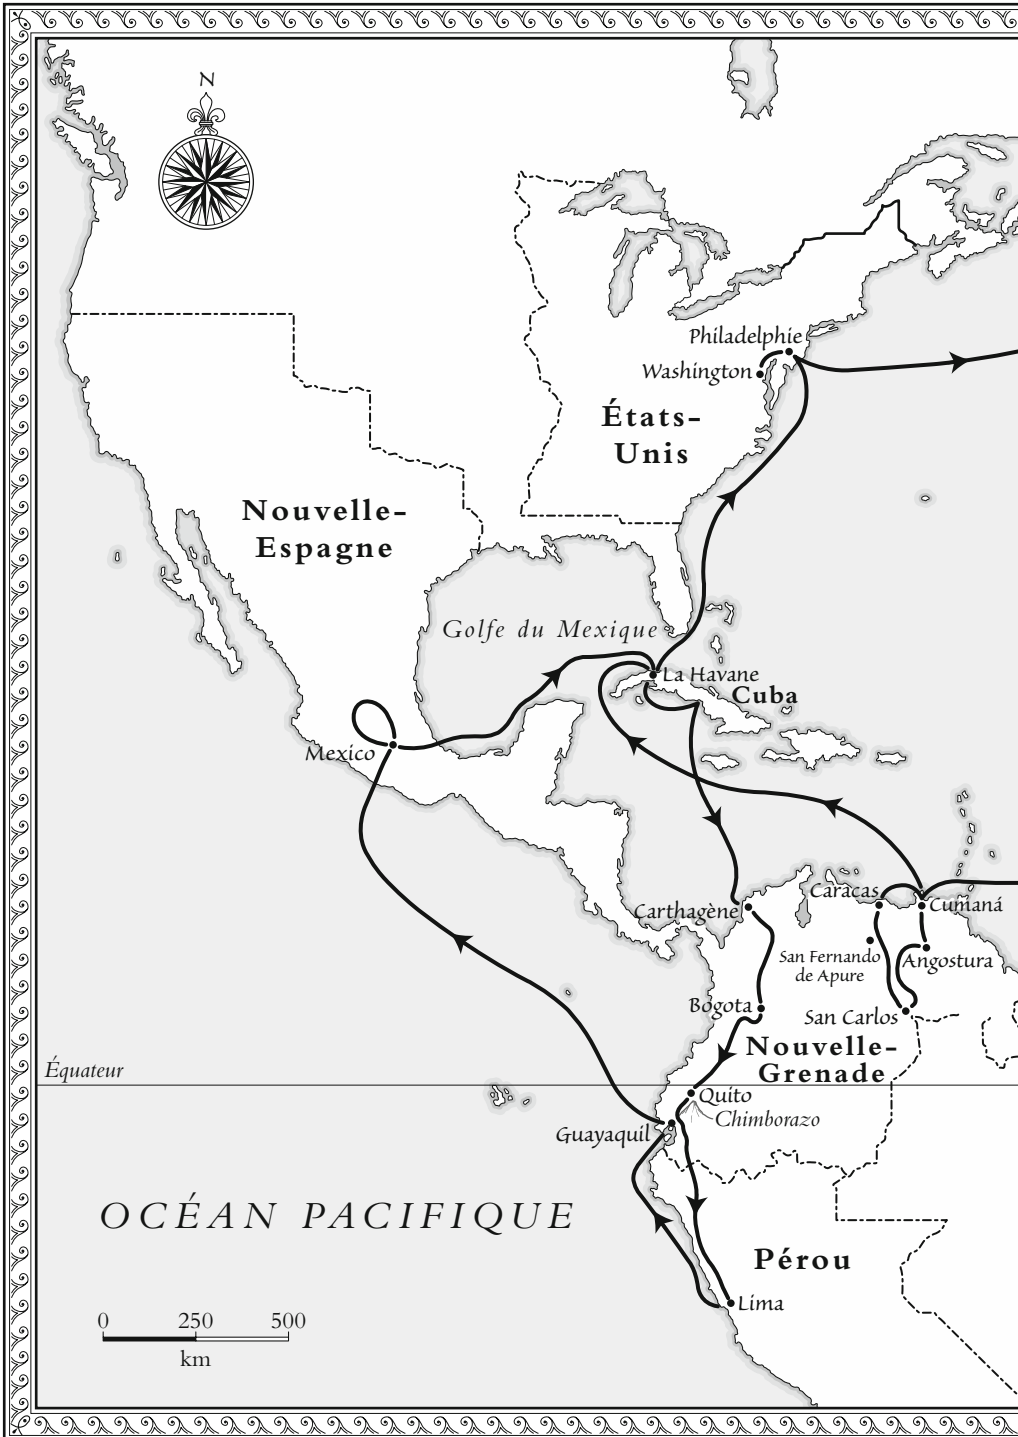 N
Philadelphie
Washington
États-
Unis
Nouvelle-
Espagne
Golfe du Mexique
La Havane
Cuba
Mexico
Caracas
Cumaná
Carthagène
San Fernando
de Apure
Angostura
Bogota
San Carlos
Nouvelle-
Grenade
Équateur
Quito
Chimborazo
Guayaquil
OCÉAN PACIFIQUE
Pérou
Lima
0 250 500
km